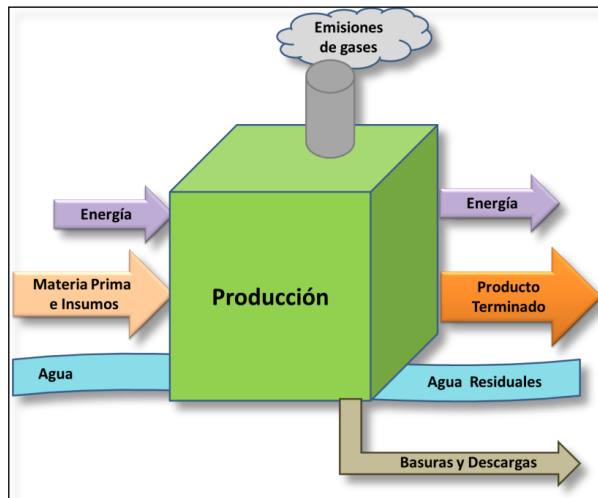 Emisiones
de gases
Energía
Energía
Materia Prima
e Insumos
Producción
Producto
Terminado
Agua
Agua Residuales
Basuras y Descargas